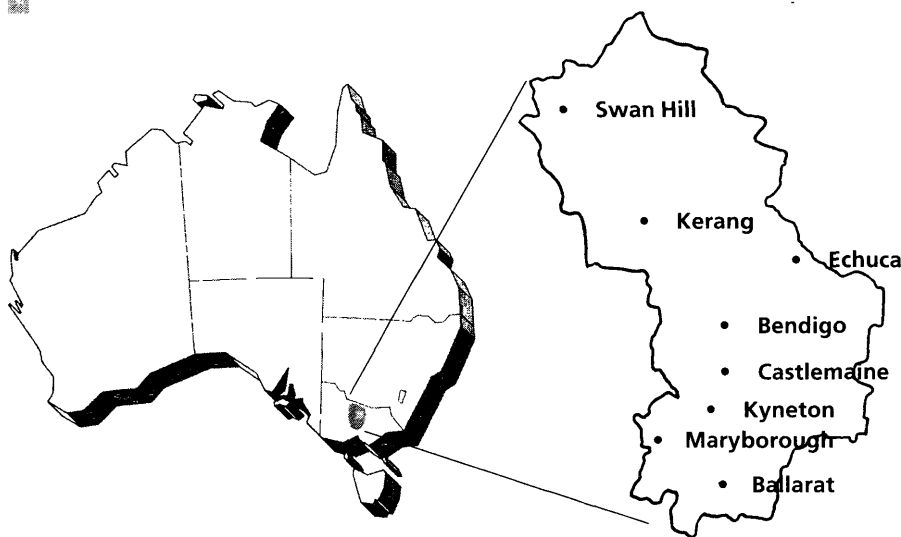 Swan Hill
Kerang
Echuca
Bendigo
Castlemaine
Kyneton
Maryborough
Ballarat